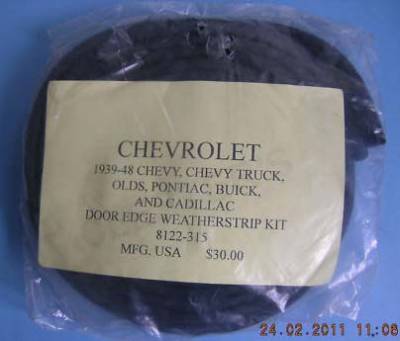 CHEVROLET
1939-48 CHEVY, CHEVY TRUCK,
OLDS, PONTIAC, BUICK,
AND CADILLAC
DOOR EDGE WEATHERSTRIP KIT
8122-315
MFG. USA $30.00
24.02.2011 11:06